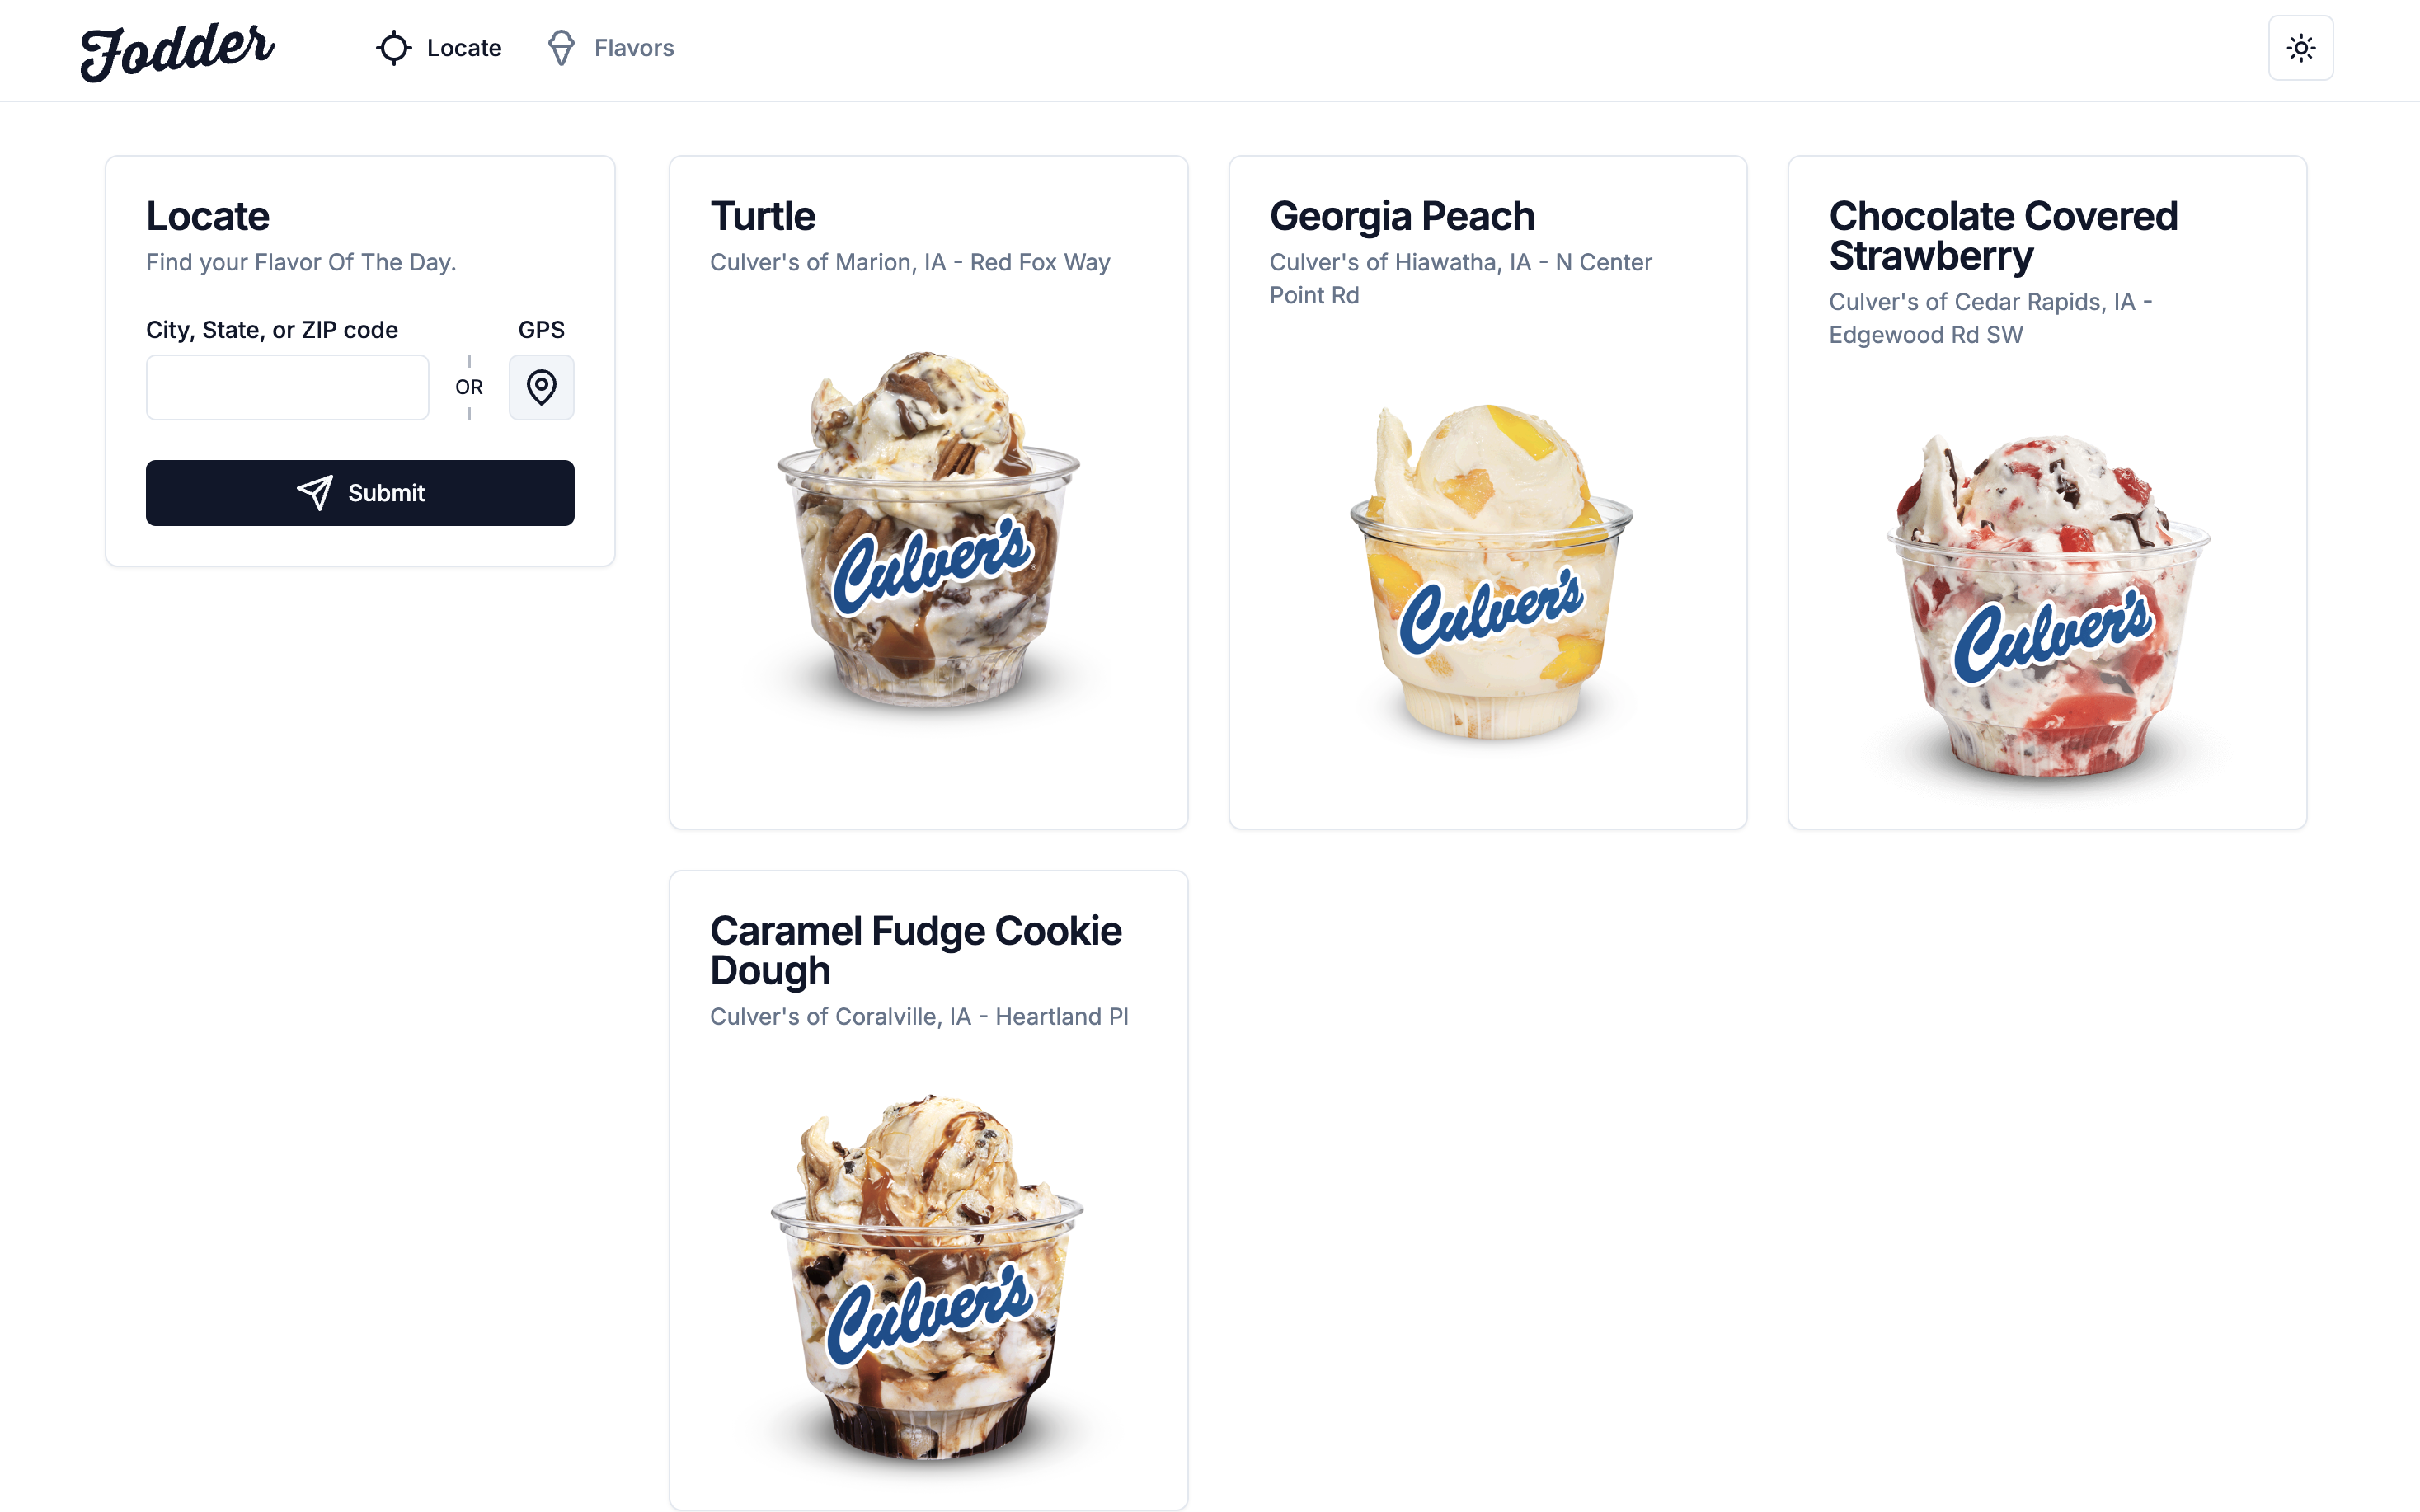 Fodder
Locate
Flavors
Locate
Find your Flavor Of The Day.
City, State, or ZIP code
GPS
OR
Submit
Turtle
Culver's of Marion, IA - Red Fox Way
Culver's
Georgia Peach
Culver's of Hiawatha, IA - N Center
Point Rd
Culver's
Chocolate Covered
Strawberry
Culver's of Cedar Rapids, IA -
Edgewood Rd SW
Culver's
Caramel Fudge Cookie
Dough
Culver's of Coralville, IA - Heartland Pl
Culver's